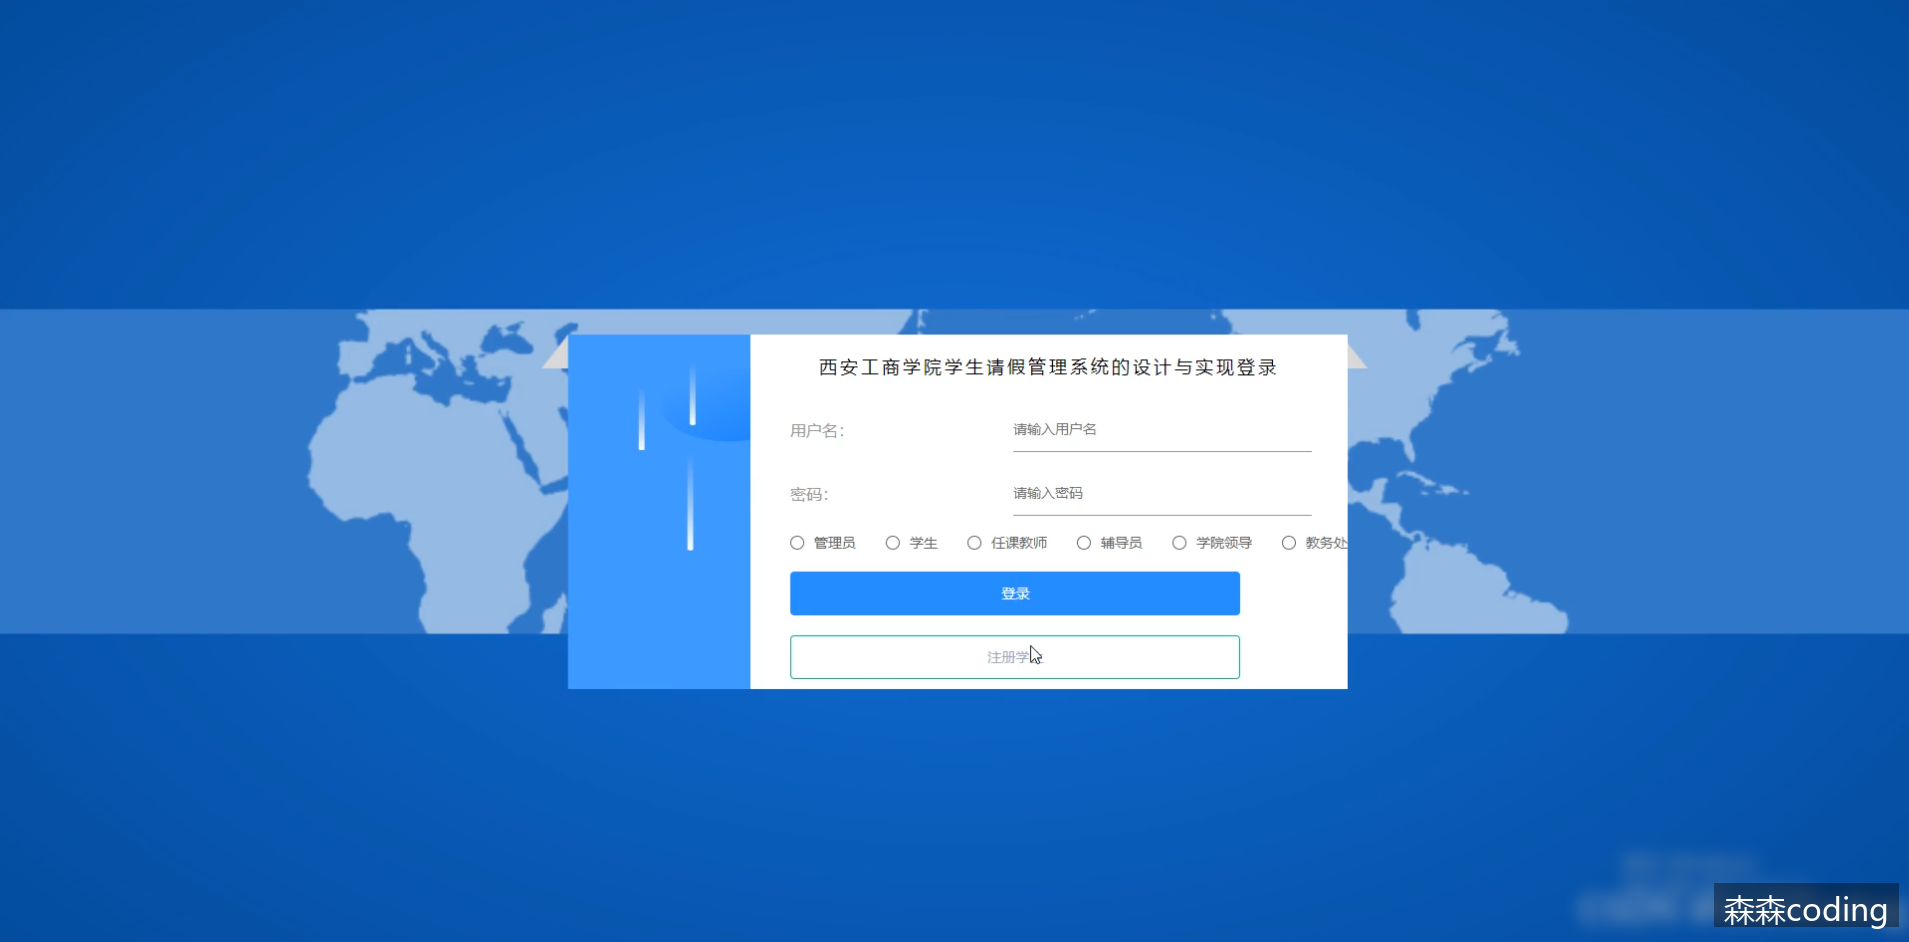 西安工商学院学生请假管理系统的设计与实现登录
用户名： 请输入用户名
密码： 请输入密码
管理员 学生 任课教师 辅导员 学院领导 教务处
登录
注册学
森森coding